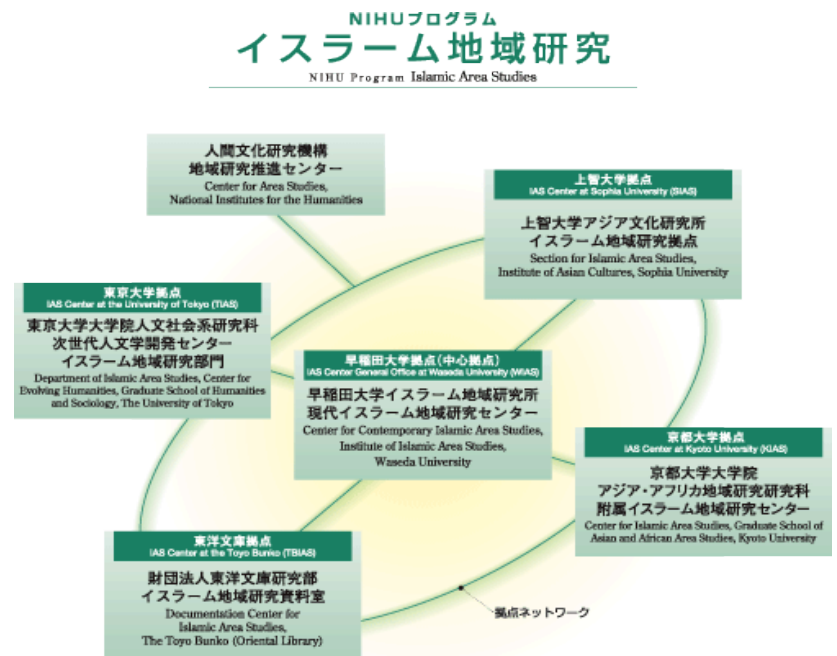 NIHUプログラム
イスラーム地域研究
NIHU Program Islamic Area Studies
人間文化研究機構
地域研究推進センター
Center for Area Studies,
National Institutes for the Humanities
上智大学拠点
IAS Center at Sophia University (SIAS)
上智大学アジア文化研究所
イスラーム地域研究拠点
Section for Islamic Area Studies,
Institute of Asian Cultures, Sophia University
東京大学拠点
IAS Center at the University of Tokyo (TIAS)
東京大学大学院人文社会系研究科
次世代人文学開発センター
イスラーム地域研究部門
Department of Islamic Area Studies, Center for
Evolving Humanities, Graduate School of Humanities
and Sociology, The University of Tokyo
早稲田大学拠点(中心拠点)
IAS Center General Office at Waseda University (WIAS)
早稲田大学イスラーム地域研究所
現代イスラーム地域研究センター
Center for Contemporary Islamic Area Studies,
Institute of Islamic Area Studies,
Waseda University
京都大学拠点
IAS Center at Kyoto University (KIAS)
京都大学大学院
アジア・アフリカ地域研究研究科
附属イスラーム地域研究センター
Center for Islamic Area Studies, Graduate School of
Asian and African Area Studies, Kyoto University
東洋文庫拠点
IAS Center at the Toyo Bunko (TBIAS)
財団法人東洋文庫研究部
イスラーム地域研究資料室
Documentation Center for
Islamic Area Studies,
The Toyo Bunko (Oriental Library)
拠点ネットワーク